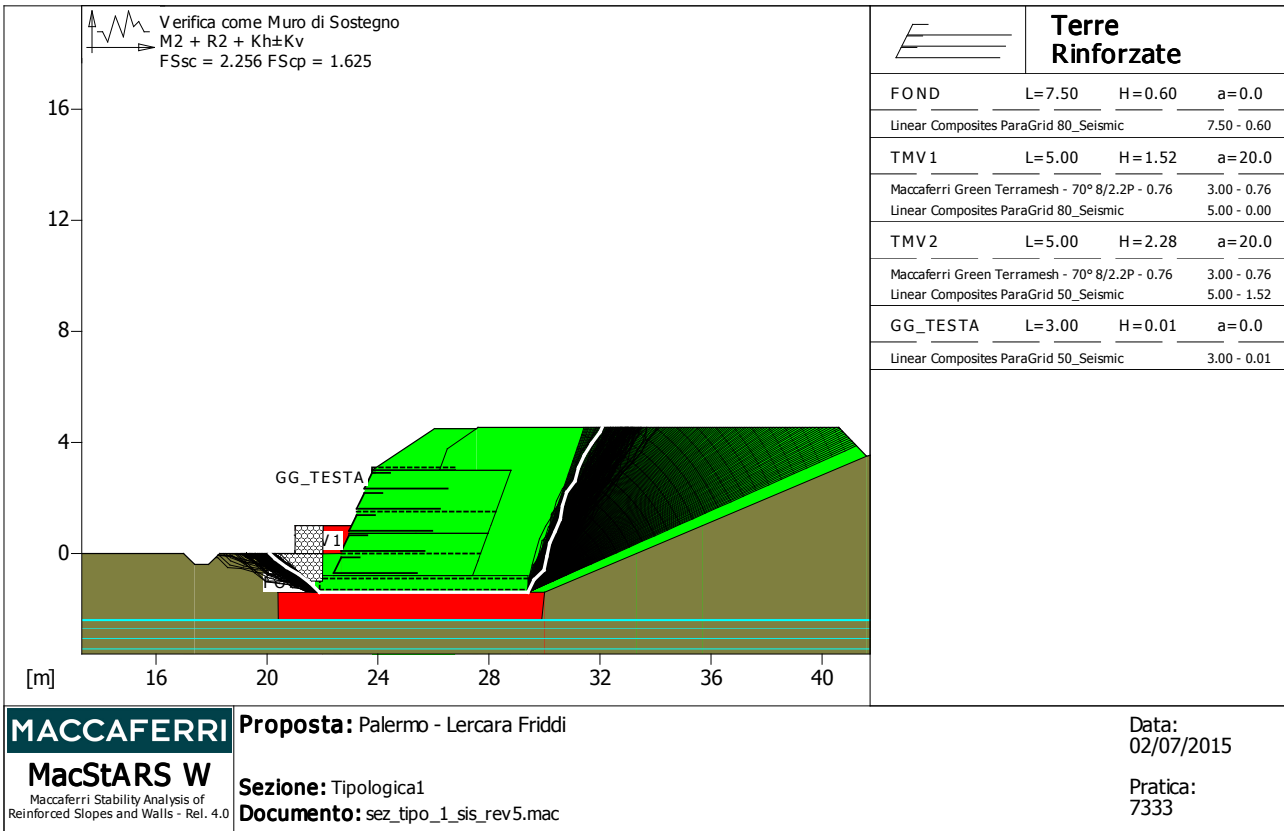 Verifica come Muro di Sostegno
M2 + R2 + Kh±Kv
FSsc = 2.256 FScp = 1.625
16
12
8
4
0
GG_TESTA
V1
[m]
16
20
24
28
32
36
40
Terre
Rinforzate
FOND L=7.50 H=0.60 a=0.0
Linear Composites ParaGrid 80_Seismic 7.50 - 0.60
TMV1 L=5.00 H=1.52 a=20.0
Maccaferri Green Terramesh - 70° 8/2.2P - 0.76 3.00 - 0.76
Linear Composites ParaGrid 80_Seismic 5.00 - 0.00
TMV2 L=5.00 H=2.28 a=20.0
Maccaferri Green Terramesh - 70° 8/2.2P - 0.76 3.00 - 0.76
Linear Composites ParaGrid 50_Seismic 5.00 - 1.52
GG_TESTA L=3.00 H=0.01 a=0.0
Linear Composites ParaGrid 50_Seismic 3.00 - 0.01
MACCAFERRI
MacStARS W
Maccaferri Stability Analysis of
Reinforced Slopes and Walls - Rel. 4.0
Proposta: Palermo - Lercara Friddi
Sezione: Tipologica1
Documento: sez_tipo_1_sis_rev5.mac
Data:
02/07/2015
Pratica:
7333